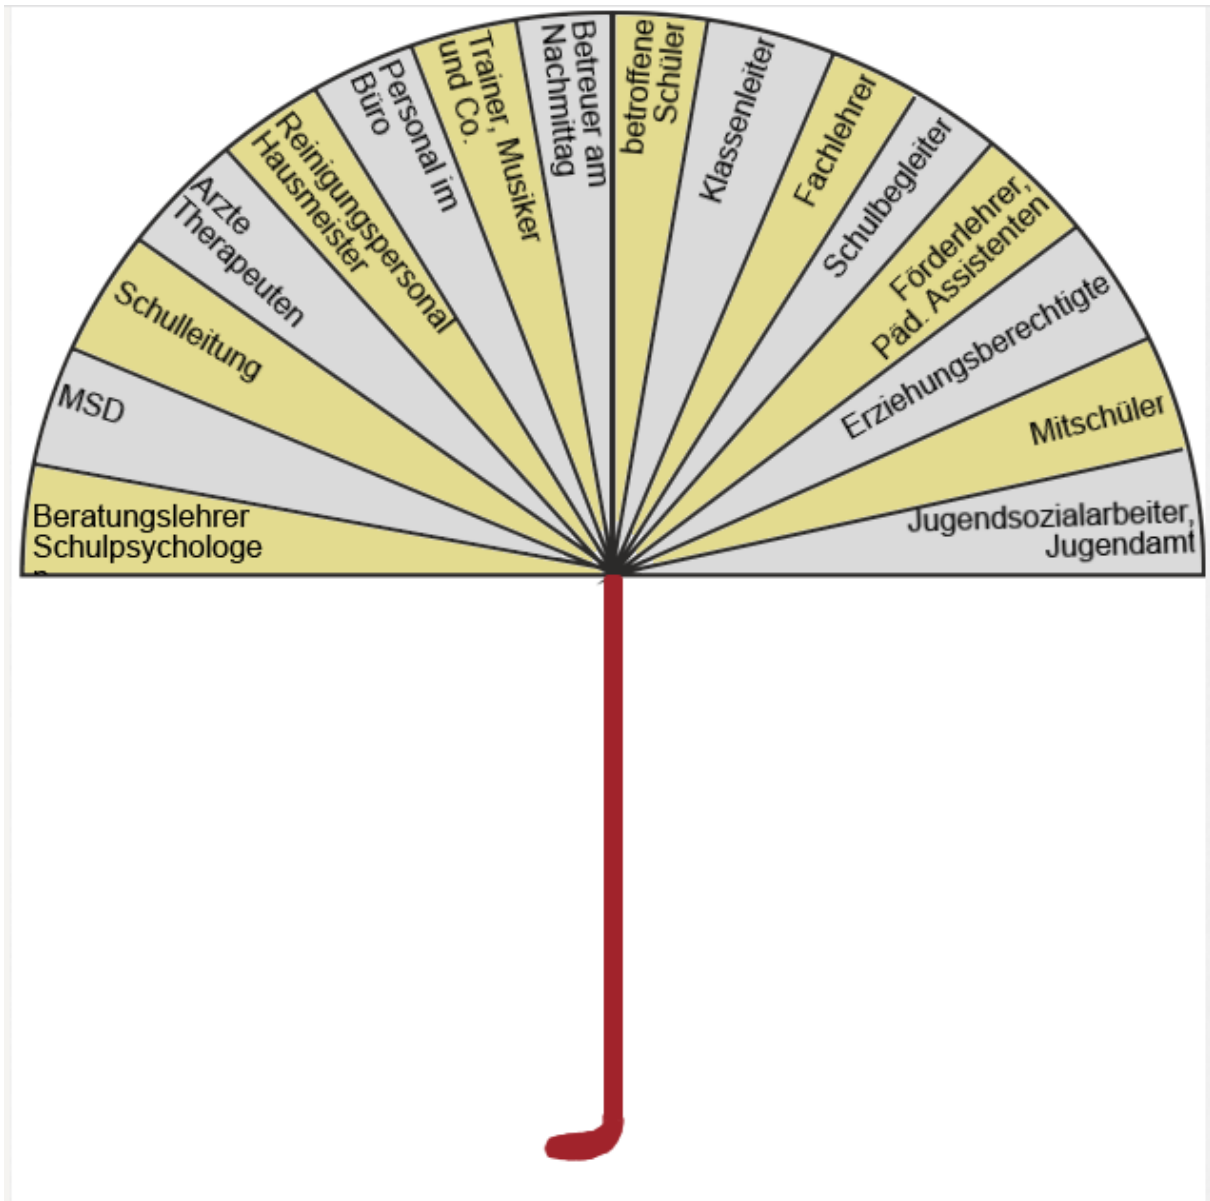 Beratungslehrer
Schulpsychologe
MSD
Schulleitung
Ärzte
Therapeuten
Reinigungspersonal
Hausmeister
Personal im
Büro
Trainer, Musiker
und Co.
Betreuer am
Nachmittag
betroffene
Schüler
Klassenleiter
Fachlehrer
Schulbegleiter
Förderlehrer,
Päd. Assistenten
Erziehungsberechtigte
Mitschüler
Jugendsozialarbeiter,
Jugendamt